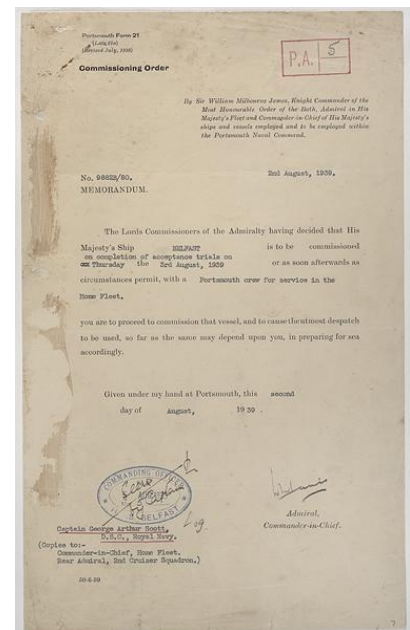 Portsmouth Form 21
(Late 21a)
(Revised July, 1938)
Commissioning Order
P.A. 5
By Sir William Milbourne James, Knight Commander of the
Most Honourable Order of the Bath, Admiral in His
Majesty's Fleet and Commander-in-Chief of His Majesty's
ships and vessels employed and to be employed within
the Portsmouth Naval Command.
2nd August, 1939.
No. 9882B/80.
MEMORANDUM.
The Lords Commissioners of the Admiralty having decided that His
Majesty's Ship BELFAST is to be commissioned
on completion of acceptance trials on
Thursday the 3rd August, 1939 or as soon afterwards as
circumstances permit, with a Portsmouth crew for service in the
Home Fleet,
you are to proceed to commission that vessel, and to cause the utmost despatch
to be used, so far as the same may depend upon you, in preparing for sea
accordingly.
Given under my hand at Portsmouth, this second
day of August, 1939.
COMMANDING OFFICER
BELFAST
Log.
Admiral,
Commander-in-Chief.
Captain George Arthur Scott,
D.S.C., Royal Navy.
(Copies to:-
Commander-in-Chief, Home Fleet.
Rear Admiral, 2nd Cruiser Squadron.)
7